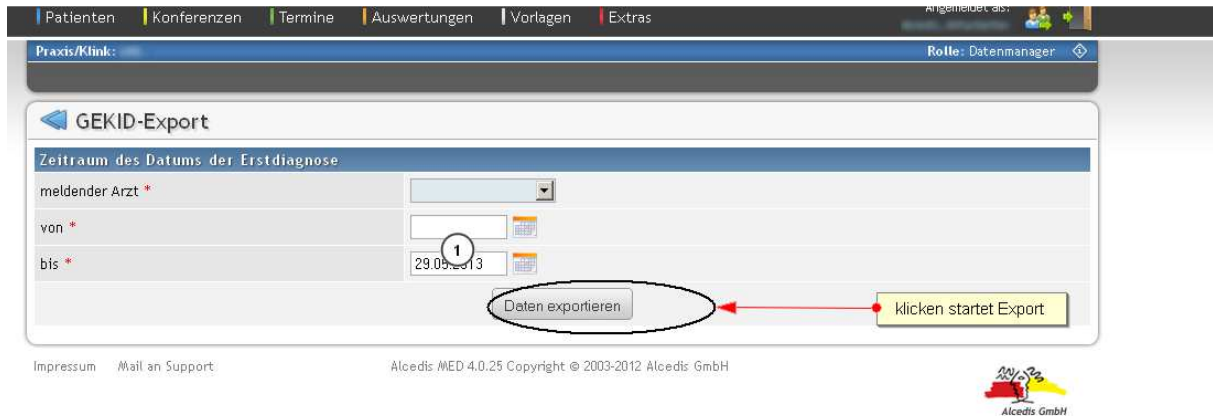 Patienten Konferenzen Termine Auswertungen Vorlagen Extras Angemeldet als:
Praxis/Klink: Rolle: Datenmanager
GEKID-Export
Zeitraum des Datums der Erstdiagnose
meldender Arzt *
von *
1
bis * 29.05.2013
Daten exportieren klicken startet Export
Impressum Mail an Support Alcedis MED 4.0.25 Copyright © 2003-2012 Alcedis GmbH
Alcedis GmbH